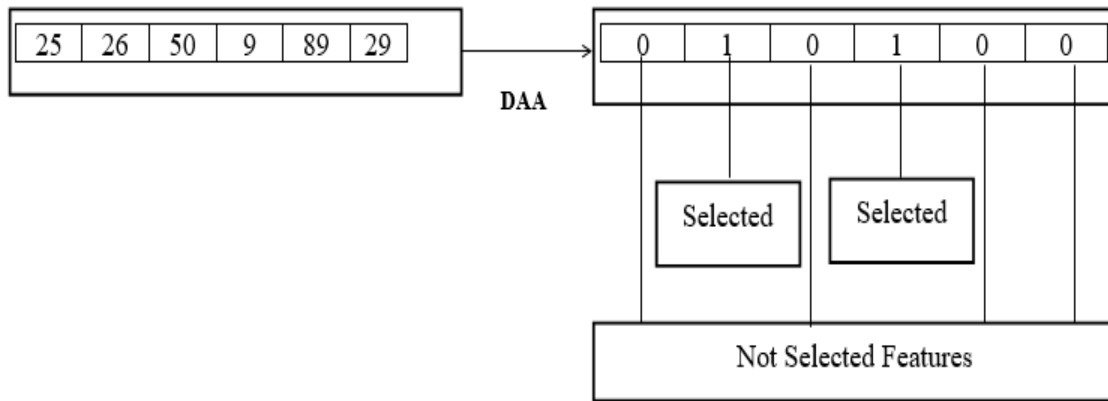 25 26 50 9 89 29
0 1 0 1 0 0
DAA
Selected
Selected
Not Selected Features